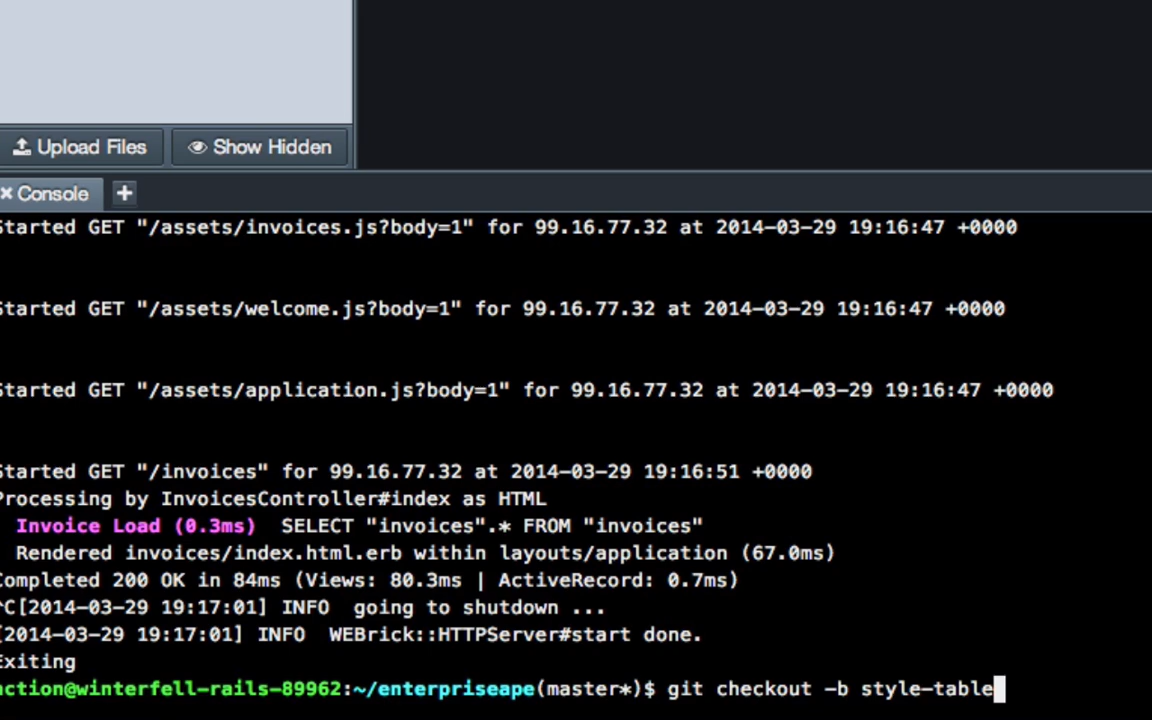 Upload Files
Show Hidden
Console
+
Started GET "/assets/invoices.js?body=1" for 99.16.77.32 at 2014-03-29 19:16:47 +0000
Started GET "/assets/welcome.js?body=1" for 99.16.77.32 at 2014-03-29 19:16:47 +0000
Started GET "/assets/application.js?body=1" for 99.16.77.32 at 2014-03-29 19:16:47 +0000
Started GET "/invoices" for 99.16.77.32 at 2014-03-29 19:16:51 +0000
Processing by InvoicesController#index as HTML
Invoice Load (0.3ms)  SELECT "invoices".* FROM "invoices"
Rendered invoices/index.html.erb within layouts/application (67.0ms)
Completed 200 OK in 84ms (Views: 80.3ms | ActiveRecord: 0.7ms)
^C[2014-03-29 19:17:01] INFO  going to shutdown ...
[2014-03-29 19:17:01] INFO  WEBrick::HTTPServer#start done.
Exiting
action@winterfell-rails-89962:~/enterpriseape(master*)$ git checkout -b style-table